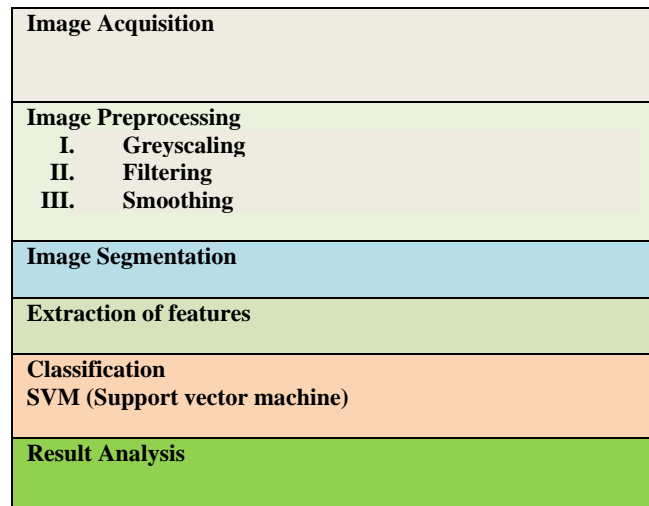 Image Acquisition
Image Preprocessing
I. Greyscaling
II. Filtering
III. Smoothing
Image Segmentation
Extraction of features
Classification
SVM (Support vector machine)
Result Analysis